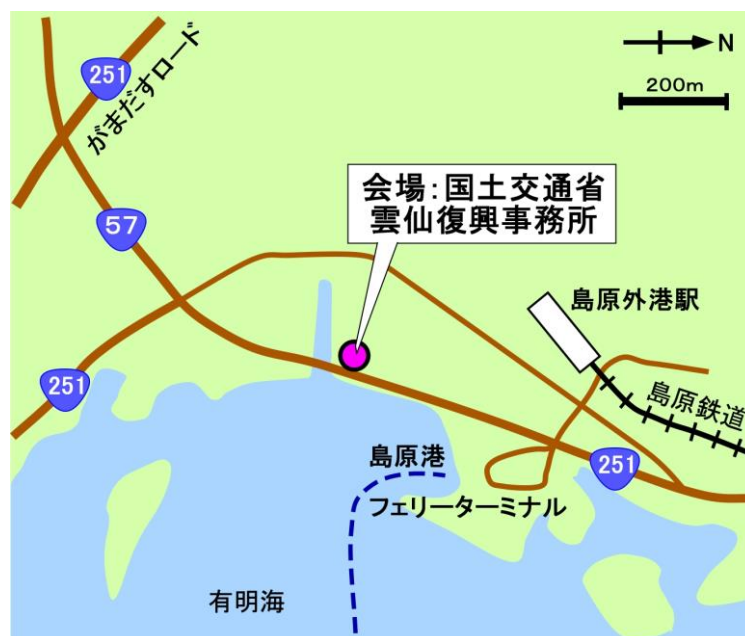 251
がまだすロード
N
200m
57
会場:国土交通省
雲仙復興事務所
島原外港駅
251
島原鉄道
島原港
251
フェリーターミナル
有明海